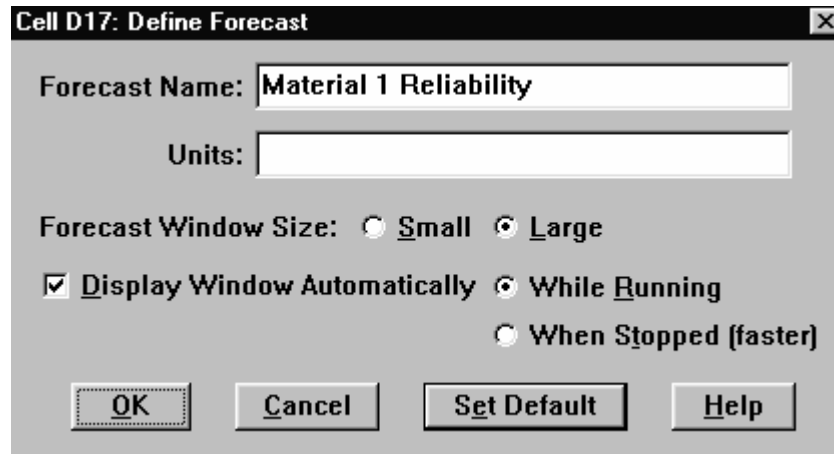 Cell D17: Define Forecast
Forecast Name: Material 1 Reliability
Units:
Forecast Window Size: Small Large
Display Window Automatically While Running
When Stopped (faster)
OK Cancel Set Default Help